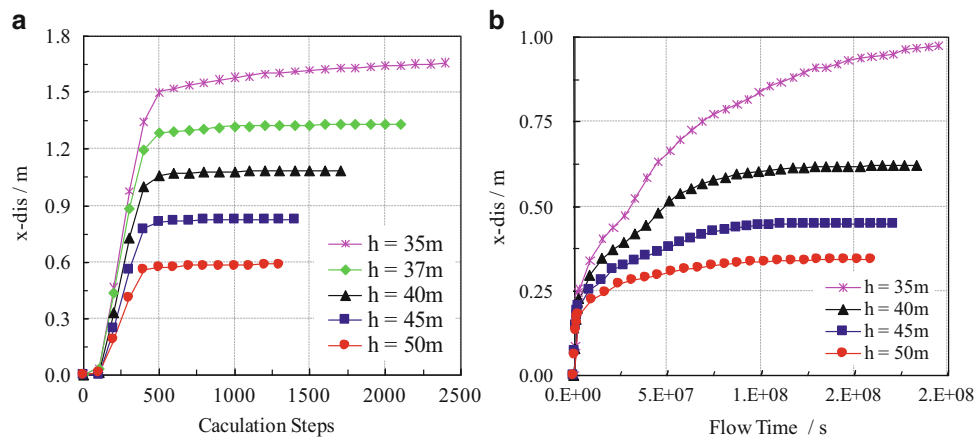 a
x-dis / m
1.8
1.5
1.2
0.9
0.6
0.3
0.0
0 500 1000 1500 2000 2500
Caculation Steps
h = 35m
h = 37m
h = 40m
h = 45m
h = 50m
b
x-dis / m
1.00
0.75
0.50
0.25
0.00
0.E+00 5.E+07 1.E+08 2.E+08 2.E+08
Flow Time / s
h = 35m
h = 40m
h = 45m
h = 50m